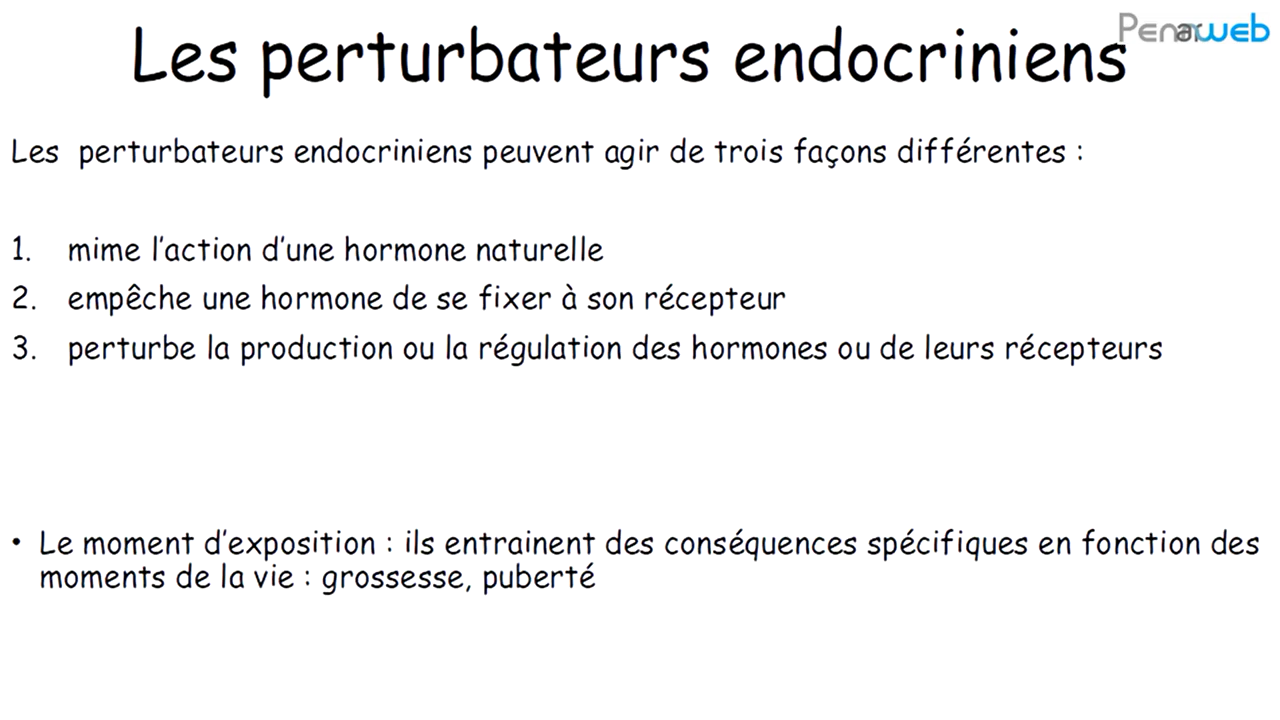 Les perturbateurs endocriniens
Les perturbateurs endocriniens peuvent agir de trois façons différentes :
1. mime l’action d’une hormone naturelle
2. empêche une hormone de se fixer à son récepteur
3. perturbe la production ou la régulation des hormones ou de leurs récepteurs
• Le moment d’exposition : ils entrainent des conséquences spécifiques en fonction des
moments de la vie : grossesse, puberté